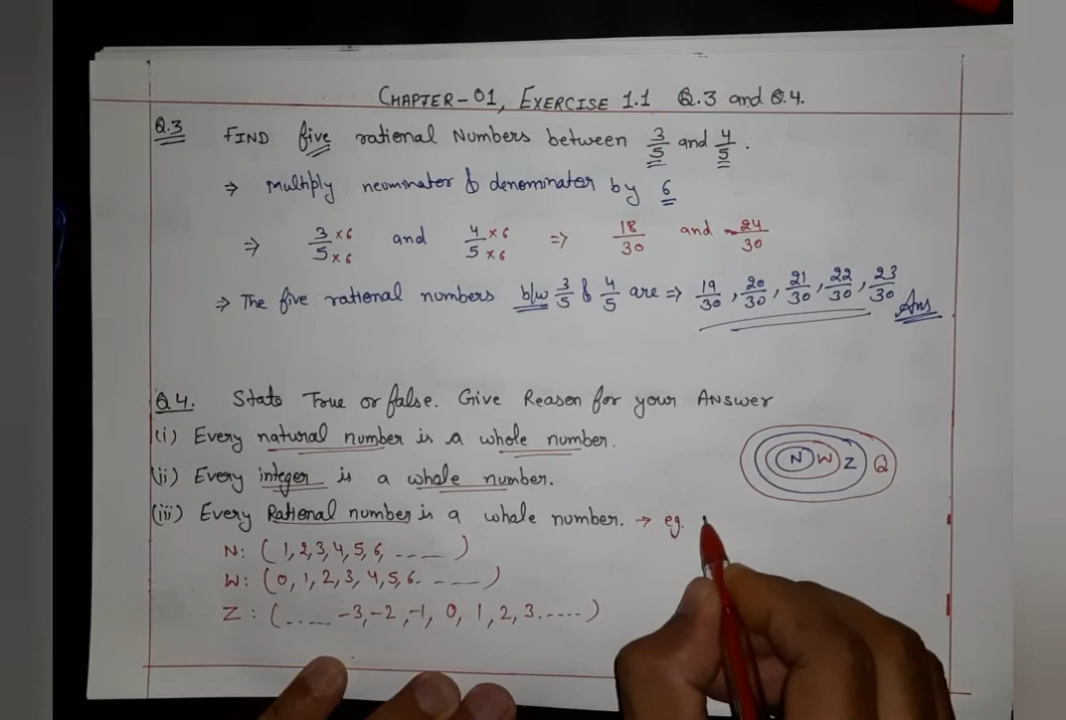 CHAPTER-01, EXERCISE 1.1 Q.3 and Q.4.
Q.3 FIND five rational Numbers between 3/5 and 4/5.
⇒ Multiply neuminator & denominator by 6
⇒ 3×6/5×6 and 4×6/5×6 ⇒ 18/30 and 24/30
⇒ The five rational numbers b/w 3/5 & 4/5 are ⇒ 19/30, 20/30, 21/30, 22/30, 23/30 Ans
Q4. State True or false. Give Reason for your Answer
(i) Every natural number is a whole number.
(ii) Every integer is a whole number.
N W Z Q
(iii) Every Rational number is a whole number. → eg.
N: (1,2,3,4,5,6, ......)
W: (0,1,2,3,4,5,6. .....)
Z: (..... -3,-2,-1, 0, 1, 2, 3.....)